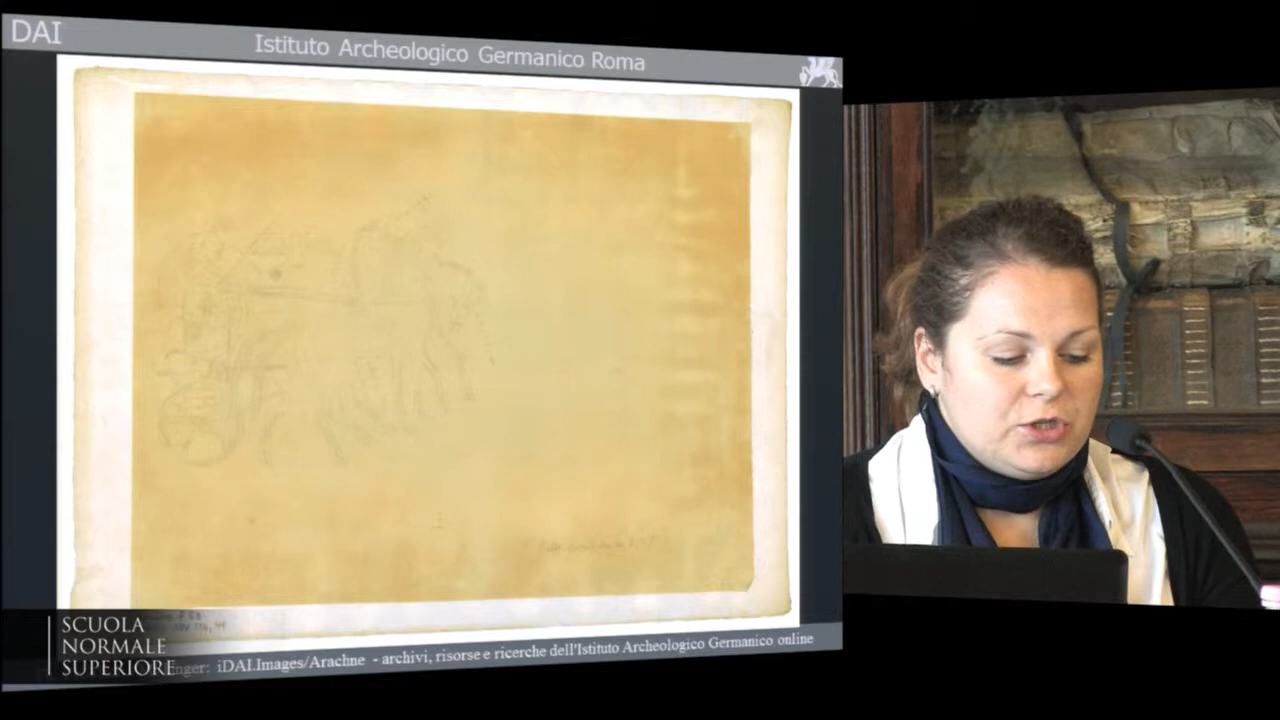 DAI
Istituto Archeologico Germanico Roma
SCUOLA
NORMALE
SUPERIORE
nger: iDAI.Images/Arachne - archivi, risorse e ricerche dell'Istituto Archeologico Germanico online